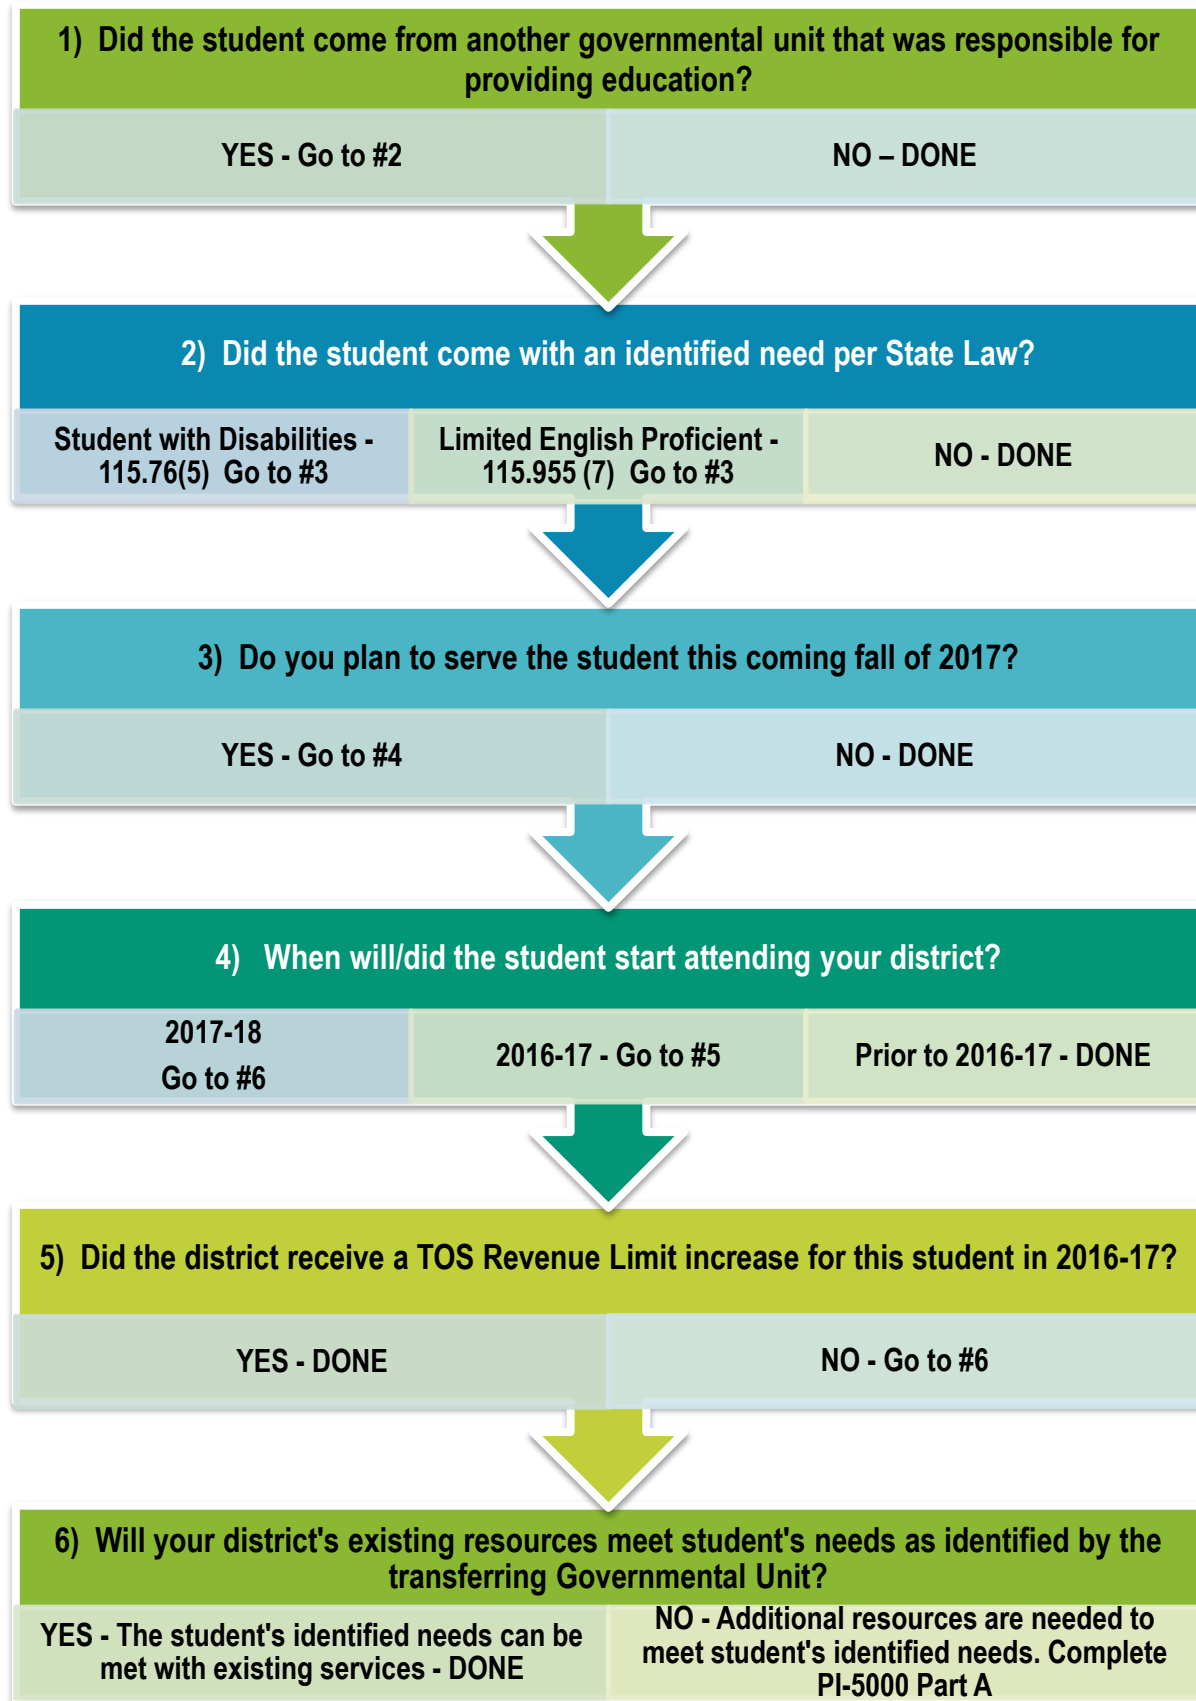 1) Did the student come from another governmental unit that was responsible for
providing education?
YES - Go to #2
NO – DONE
2) Did the student come with an identified need per State Law?
Student with Disabilities -
115.76(5) Go to #3
Limited English Proficient -
115.955 (7) Go to #3
NO - DONE
3) Do you plan to serve the student this coming fall of 2017?
YES - Go to #4
NO - DONE
4) When will/did the student start attending your district?
2017-18
Go to #6
2016-17 - Go to #5
Prior to 2016-17 - DONE
5) Did the district receive a TOS Revenue Limit increase for this student in 2016-17?
YES - DONE
NO - Go to #6
6) Will your district's existing resources meet student's needs as identified by the
transferring Governmental Unit?
YES - The student's identified needs can be
met with existing services - DONE
NO - Additional resources are needed to
meet student's identified needs. Complete
PI-5000 Part A